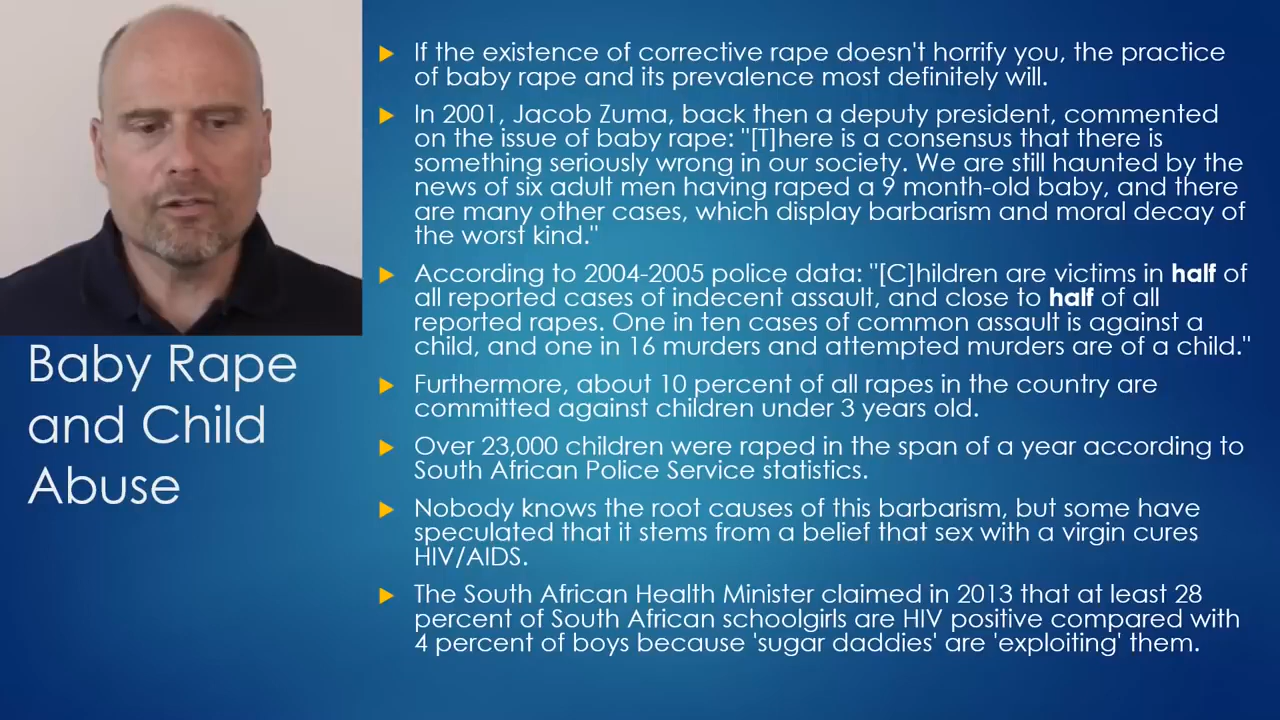 Baby Rape
and Child
Abuse
If the existence of corrective rape doesn't horrify you, the practice
of baby rape and its prevalence most definitely will.
In 2001, Jacob Zuma, back then a deputy president, commented
on the issue of baby rape: "[T]here is a consensus that there is
something seriously wrong in our society. We are still haunted by the
news of six adult men having raped a 9 month-old baby, and there
are many other cases, which display barbarism and moral decay of
the worst kind."
According to 2004-2005 police data: "[C]hildren are victims in half of
all reported cases of indecent assault, and close to half of all
reported rapes. One in ten cases of common assault is against a
child, and one in 16 murders and attempted murders are of a child."
Furthermore, about 10 percent of all rapes in the country are
committed against children under 3 years old.
Over 23,000 children were raped in the span of a year according to
South African Police Service statistics.
Nobody knows the root causes of this barbarism, but some have
speculated that it stems from a belief that sex with a virgin cures
HIV/AIDS.
The South African Health Minister claimed in 2013 that at least 28
percent of South African schoolgirls are HIV positive compared with
4 percent of boys because 'sugar daddies' are 'exploiting' them.